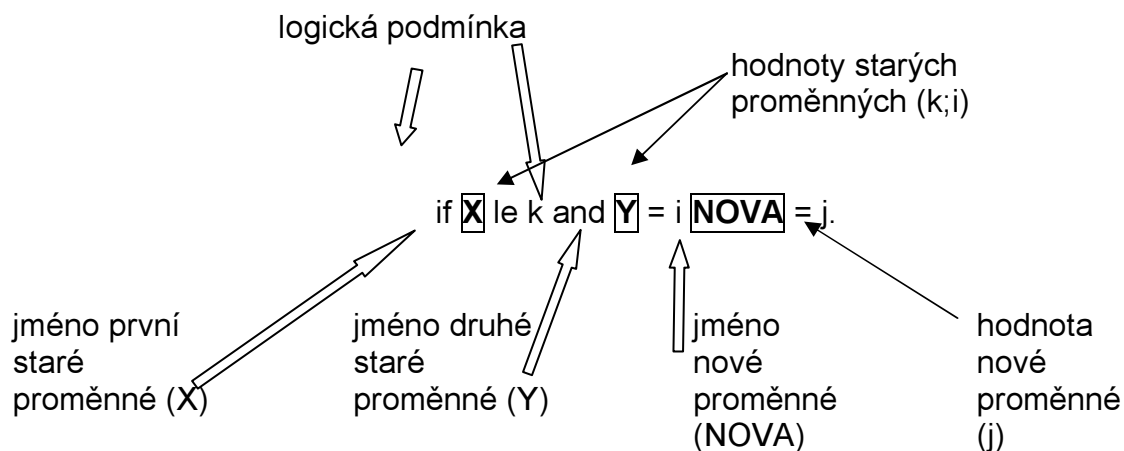 logická podmínka
hodnoty starých
proměnných (k;i)
if X le k and Y = i NOVA = j.
jméno první
staré
proměnné (X)
jméno druhé
staré
proměnné (Y)
jméno
nové
proměnné
(NOVA)
hodnota
nové
proměnné
(j)